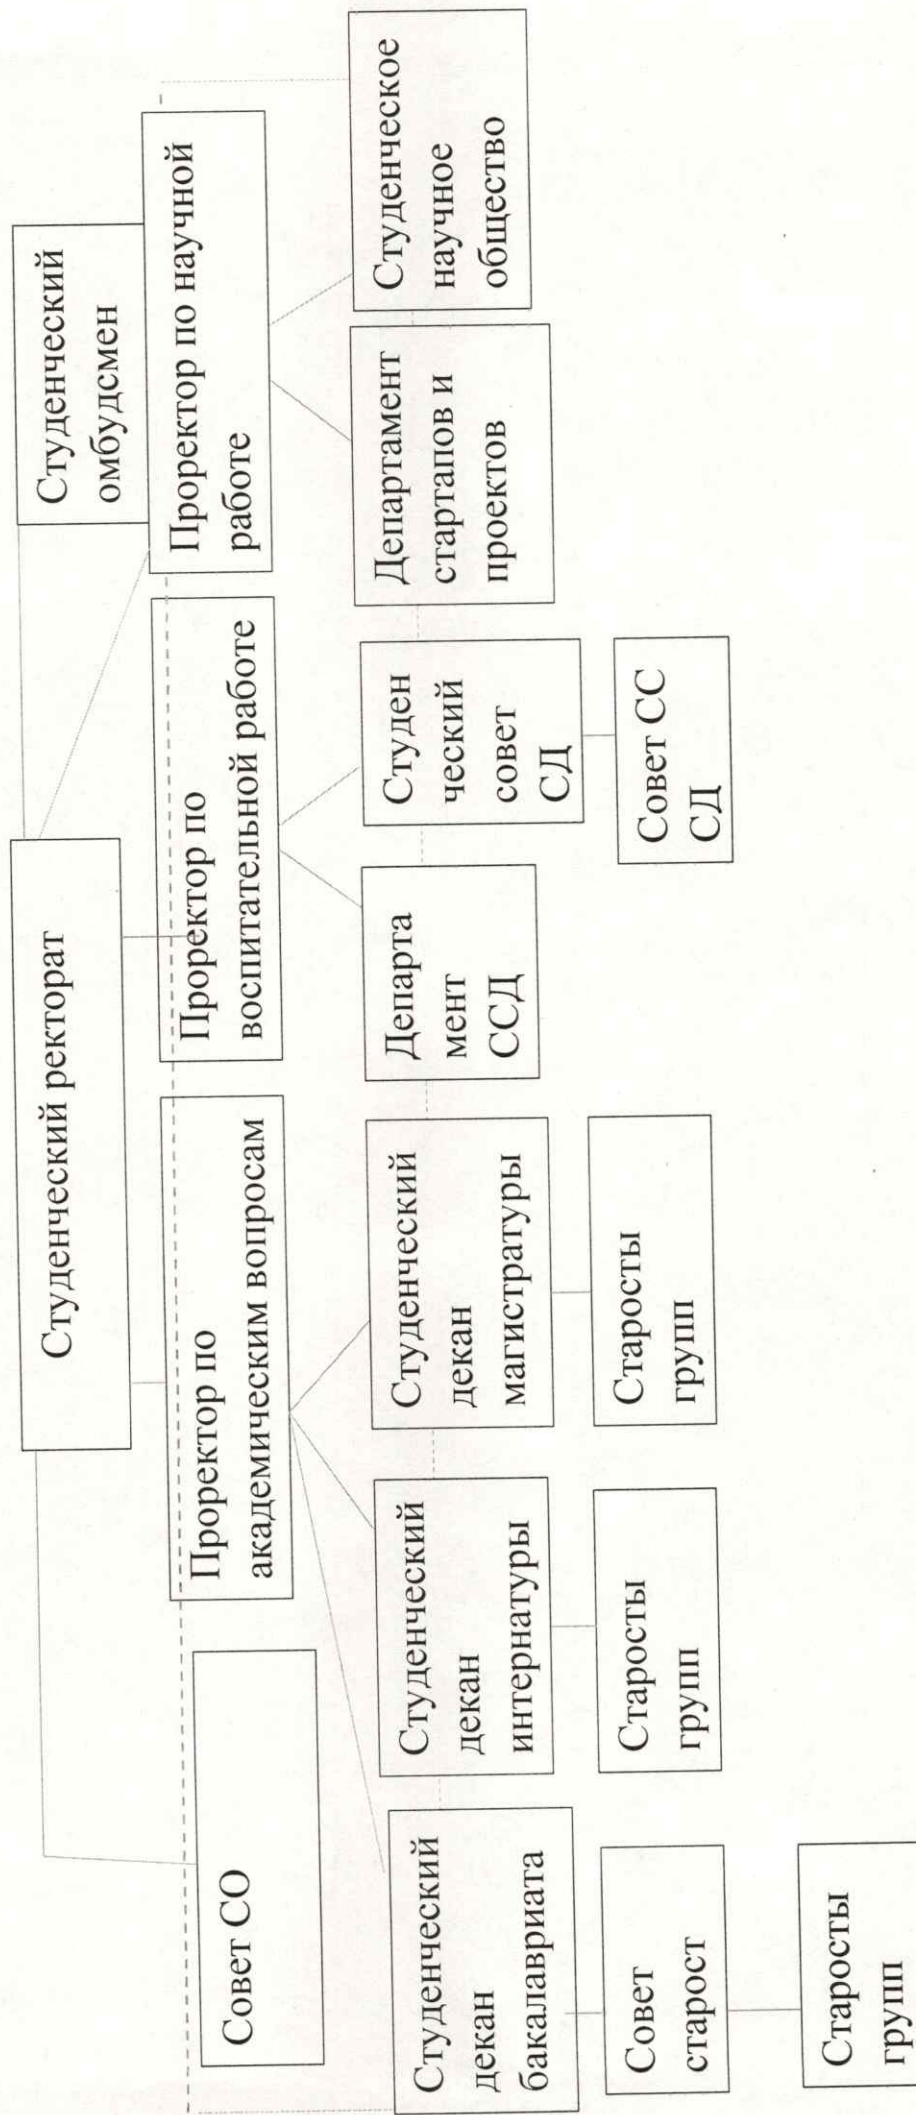 Студенческий ректорат
Студенческий
омбудсмен
Совет СО
Проректор по
академическим вопросам
Проректор по
воспитательной работе
Проректор по научной
работе
Студенческий
декан
бакалавриата
Студенческий
декан
интернатуры
Студенческий
декан
магистратуры
Департа
мент
ССД
Студен
ческий
совет
СД
Департамент
стартапов и
проектов
Студенческое
научное
общество
Совет
старост
Старосты
групп
Старосты
групп
Совет СС
СД
Старосты
групп